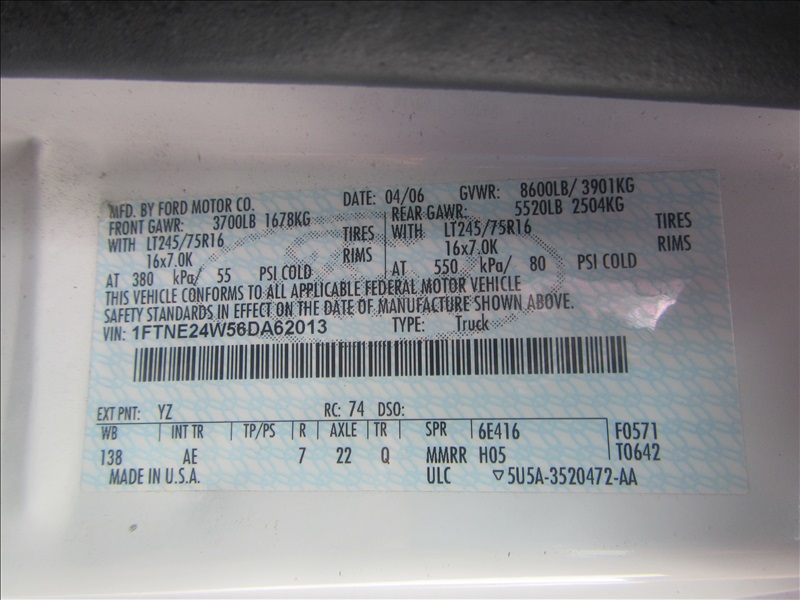 MFD. BY FORD MOTOR CO. DATE: 04/06 GVWR: 8600LB/ 3901KG
FRONT GAWR: 3700LB 1678KG REAR GAWR: 5520LB 2504KG
WITH LT245/75R16 TIRES WITH LT245/75R16 TIRES
16x7.0K RIMS 16x7.0K RIMS
AT 380 kPa/ 55 PSI COLD AT 550 kPa/ 80 PSI COLD
THIS VEHICLE CONFORMS TO ALL APPLICABLE FEDERAL MOTOR VEHICLE
SAFETY STANDARDS IN EFFECT ON THE DATE OF MANUFACTURE SHOWN ABOVE.
VIN: 1FTNE24W56DA62013 TYPE: Truck
EXT PNT: YZ RC: 74 DSO:
WB INT TR TP/PS R AXLE TR SPR 6E416 F0571
138 AE 7 22 Q MMRR H05 T0642
MADE IN U.S.A. ULC ▽5U5A-3520472-AA